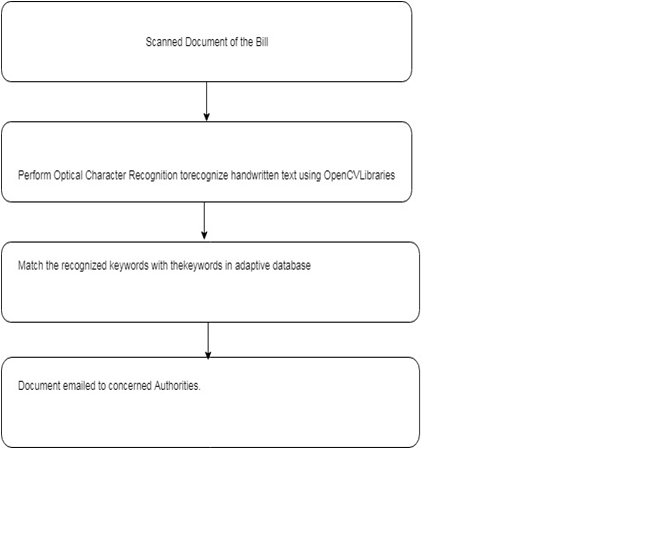 Scanned Document of the Bill
Perform Optical Character Recognition torecognize handwritten text using OpenCVLibraries
Match the recognized keywords with thekeywords in adaptive database
Document emailed to concerned Authorities.